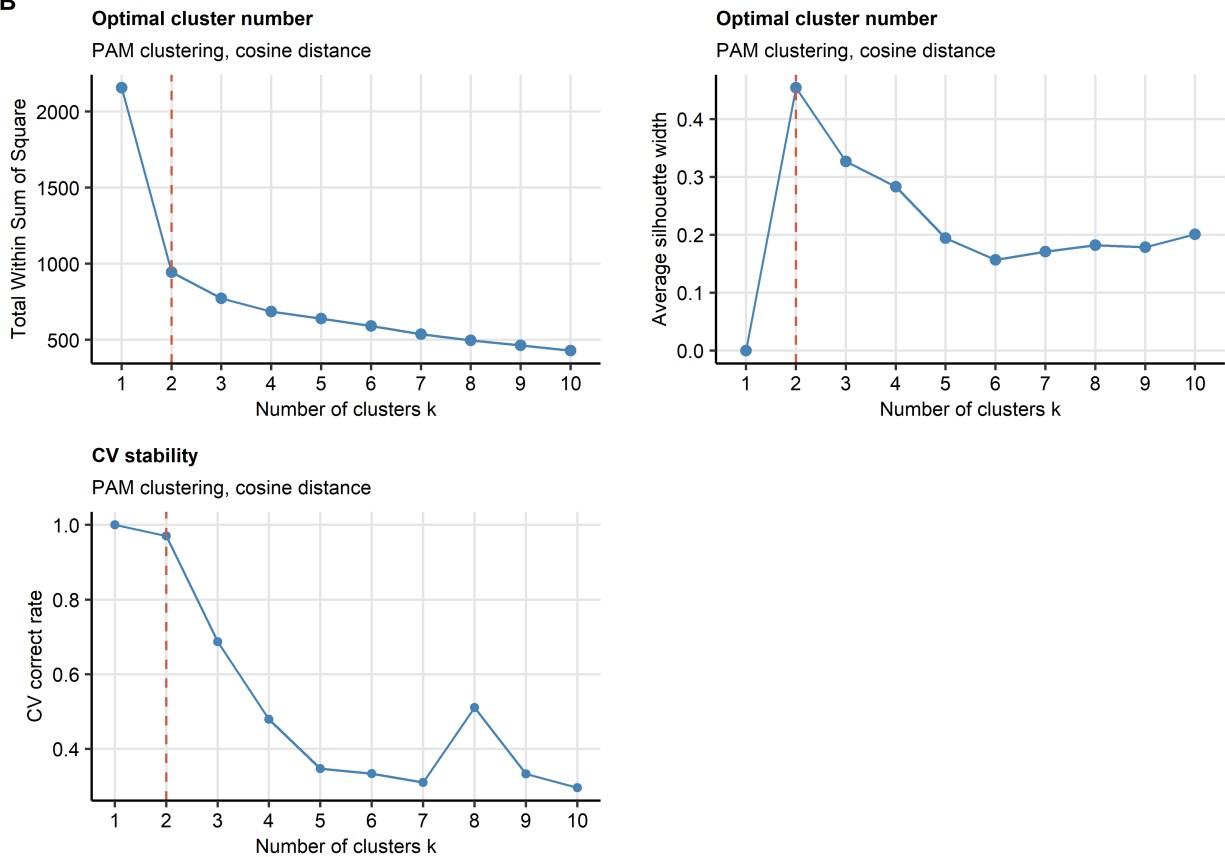 B
Optimal cluster number
PAM clustering, cosine distance
Total Within Sum of Square
2000
1500
1000
500
1 2 3 4 5 6 7 8 9 10
Number of clusters k
Optimal cluster number
PAM clustering, cosine distance
Average silhouette width
0.4
0.3
0.2
0.1
0.0
1 2 3 4 5 6 7 8 9 10
Number of clusters k
CV stability
PAM clustering, cosine distance
CV correct rate
1.0
0.8
0.6
0.4
1 2 3 4 5 6 7 8 9 10
Number of clusters k